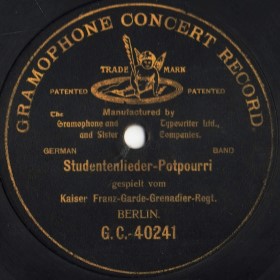 GRAMOPHONE CONCERT RECORD.
TRADE MARK
PATENTED PATENTED
Manufactured by
The Gramophone and Typewriter Ltd.,
and Sister Companies.
GERMAN BAND
Studentenlieder-Potpourri
gespielt vom
Kaiser Franz-Garde-Grenadier-Regt.
BERLIN.
G.C.-40241